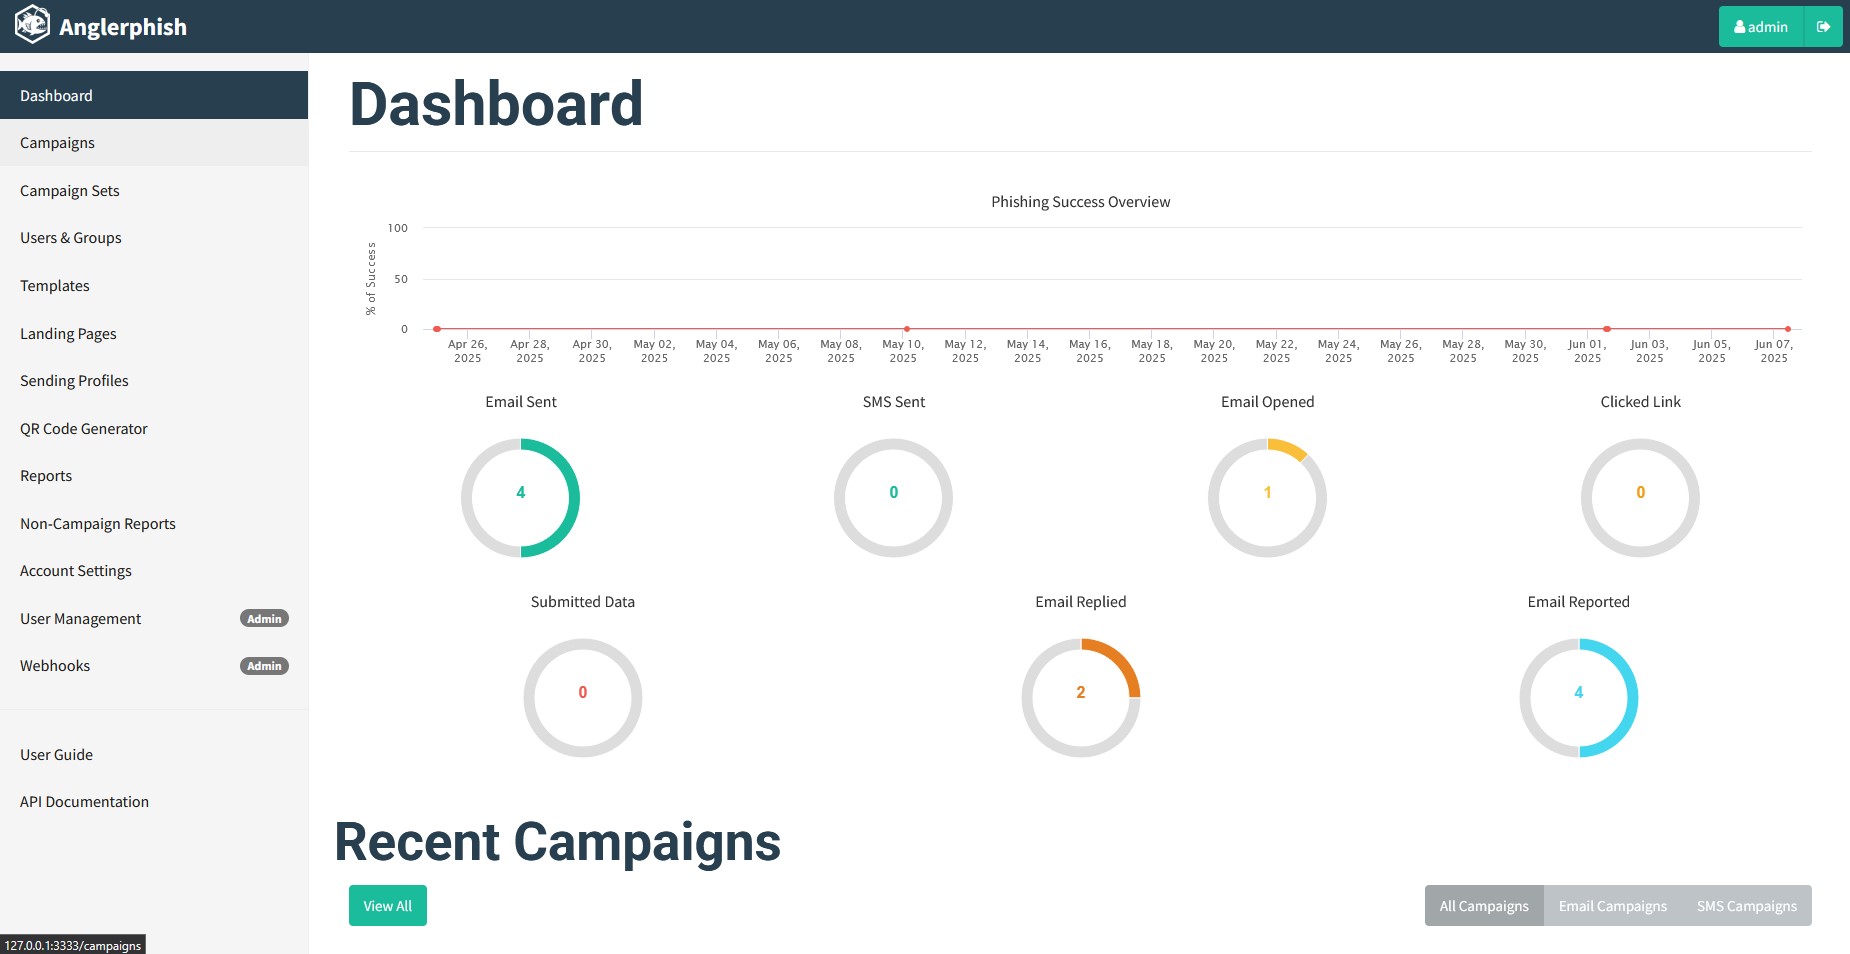 Anglerphish
admin
Dashboard
Campaigns
Campaign Sets
Users & Groups
Templates
Landing Pages
Sending Profiles
QR Code Generator
Reports
Non-Campaign Reports
Account Settings
User Management Admin
Webhooks Admin
User Guide
API Documentation
127.0.0.1:3333/campaigns
Dashboard
Phishing Success Overview
% of Success
100
50
0
Apr 26, 2025
Apr 28, 2025
Apr 30, 2025
May 02, 2025
May 04, 2025
May 06, 2025
May 08, 2025
May 10, 2025
May 12, 2025
May 14, 2025
May 16, 2025
May 18, 2025
May 20, 2025
May 22, 2025
May 24, 2025
May 26, 2025
May 28, 2025
May 30, 2025
Jun 01, 2025
Jun 03, 2025
Jun 05, 2025
Jun 07, 2025
Email Sent
4
SMS Sent
0
Email Opened
1
Clicked Link
0
Submitted Data
0
Email Replied
2
Email Reported
4
Recent Campaigns
View All
All Campaigns Email Campaigns SMS Campaigns